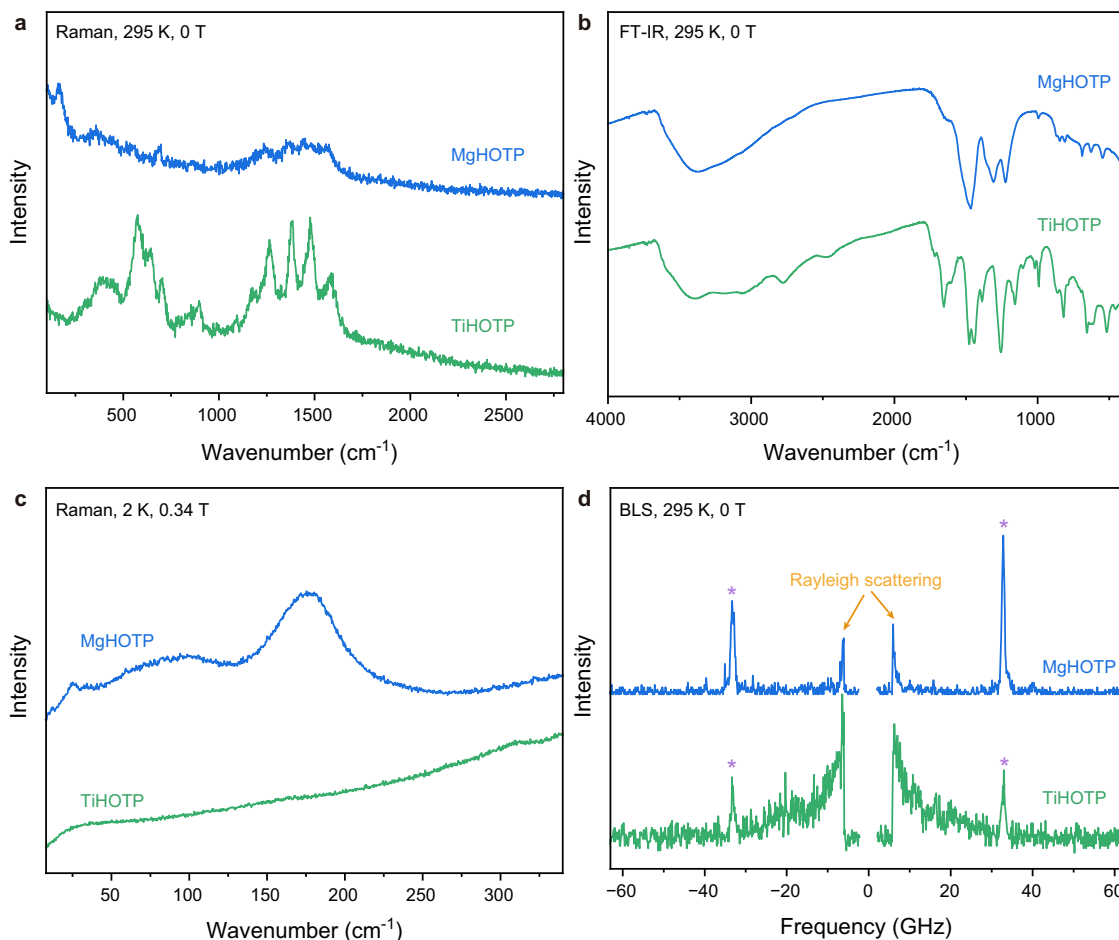 a
Raman, 295 K, 0 T
MgHOTP
TiHOTP
Intensity
500
1000
1500
2000
2500
Wavenumber (cm⁻¹)
b
FT-IR, 295 K, 0 T
MgHOTP
TiHOTP
Intensity
4000
3000
2000
1000
Wavenumber (cm⁻¹)
c
Raman, 2 K, 0.34 T
MgHOTP
TiHOTP
Intensity
50
100
150
200
250
300
Wavenumber (cm⁻¹)
d
BLS, 295 K, 0 T
*
*
Rayleigh scattering
MgHOTP
*
*
TiHOTP
Intensity
−60
−40
−20
0
20
40
60
Frequency (GHz)